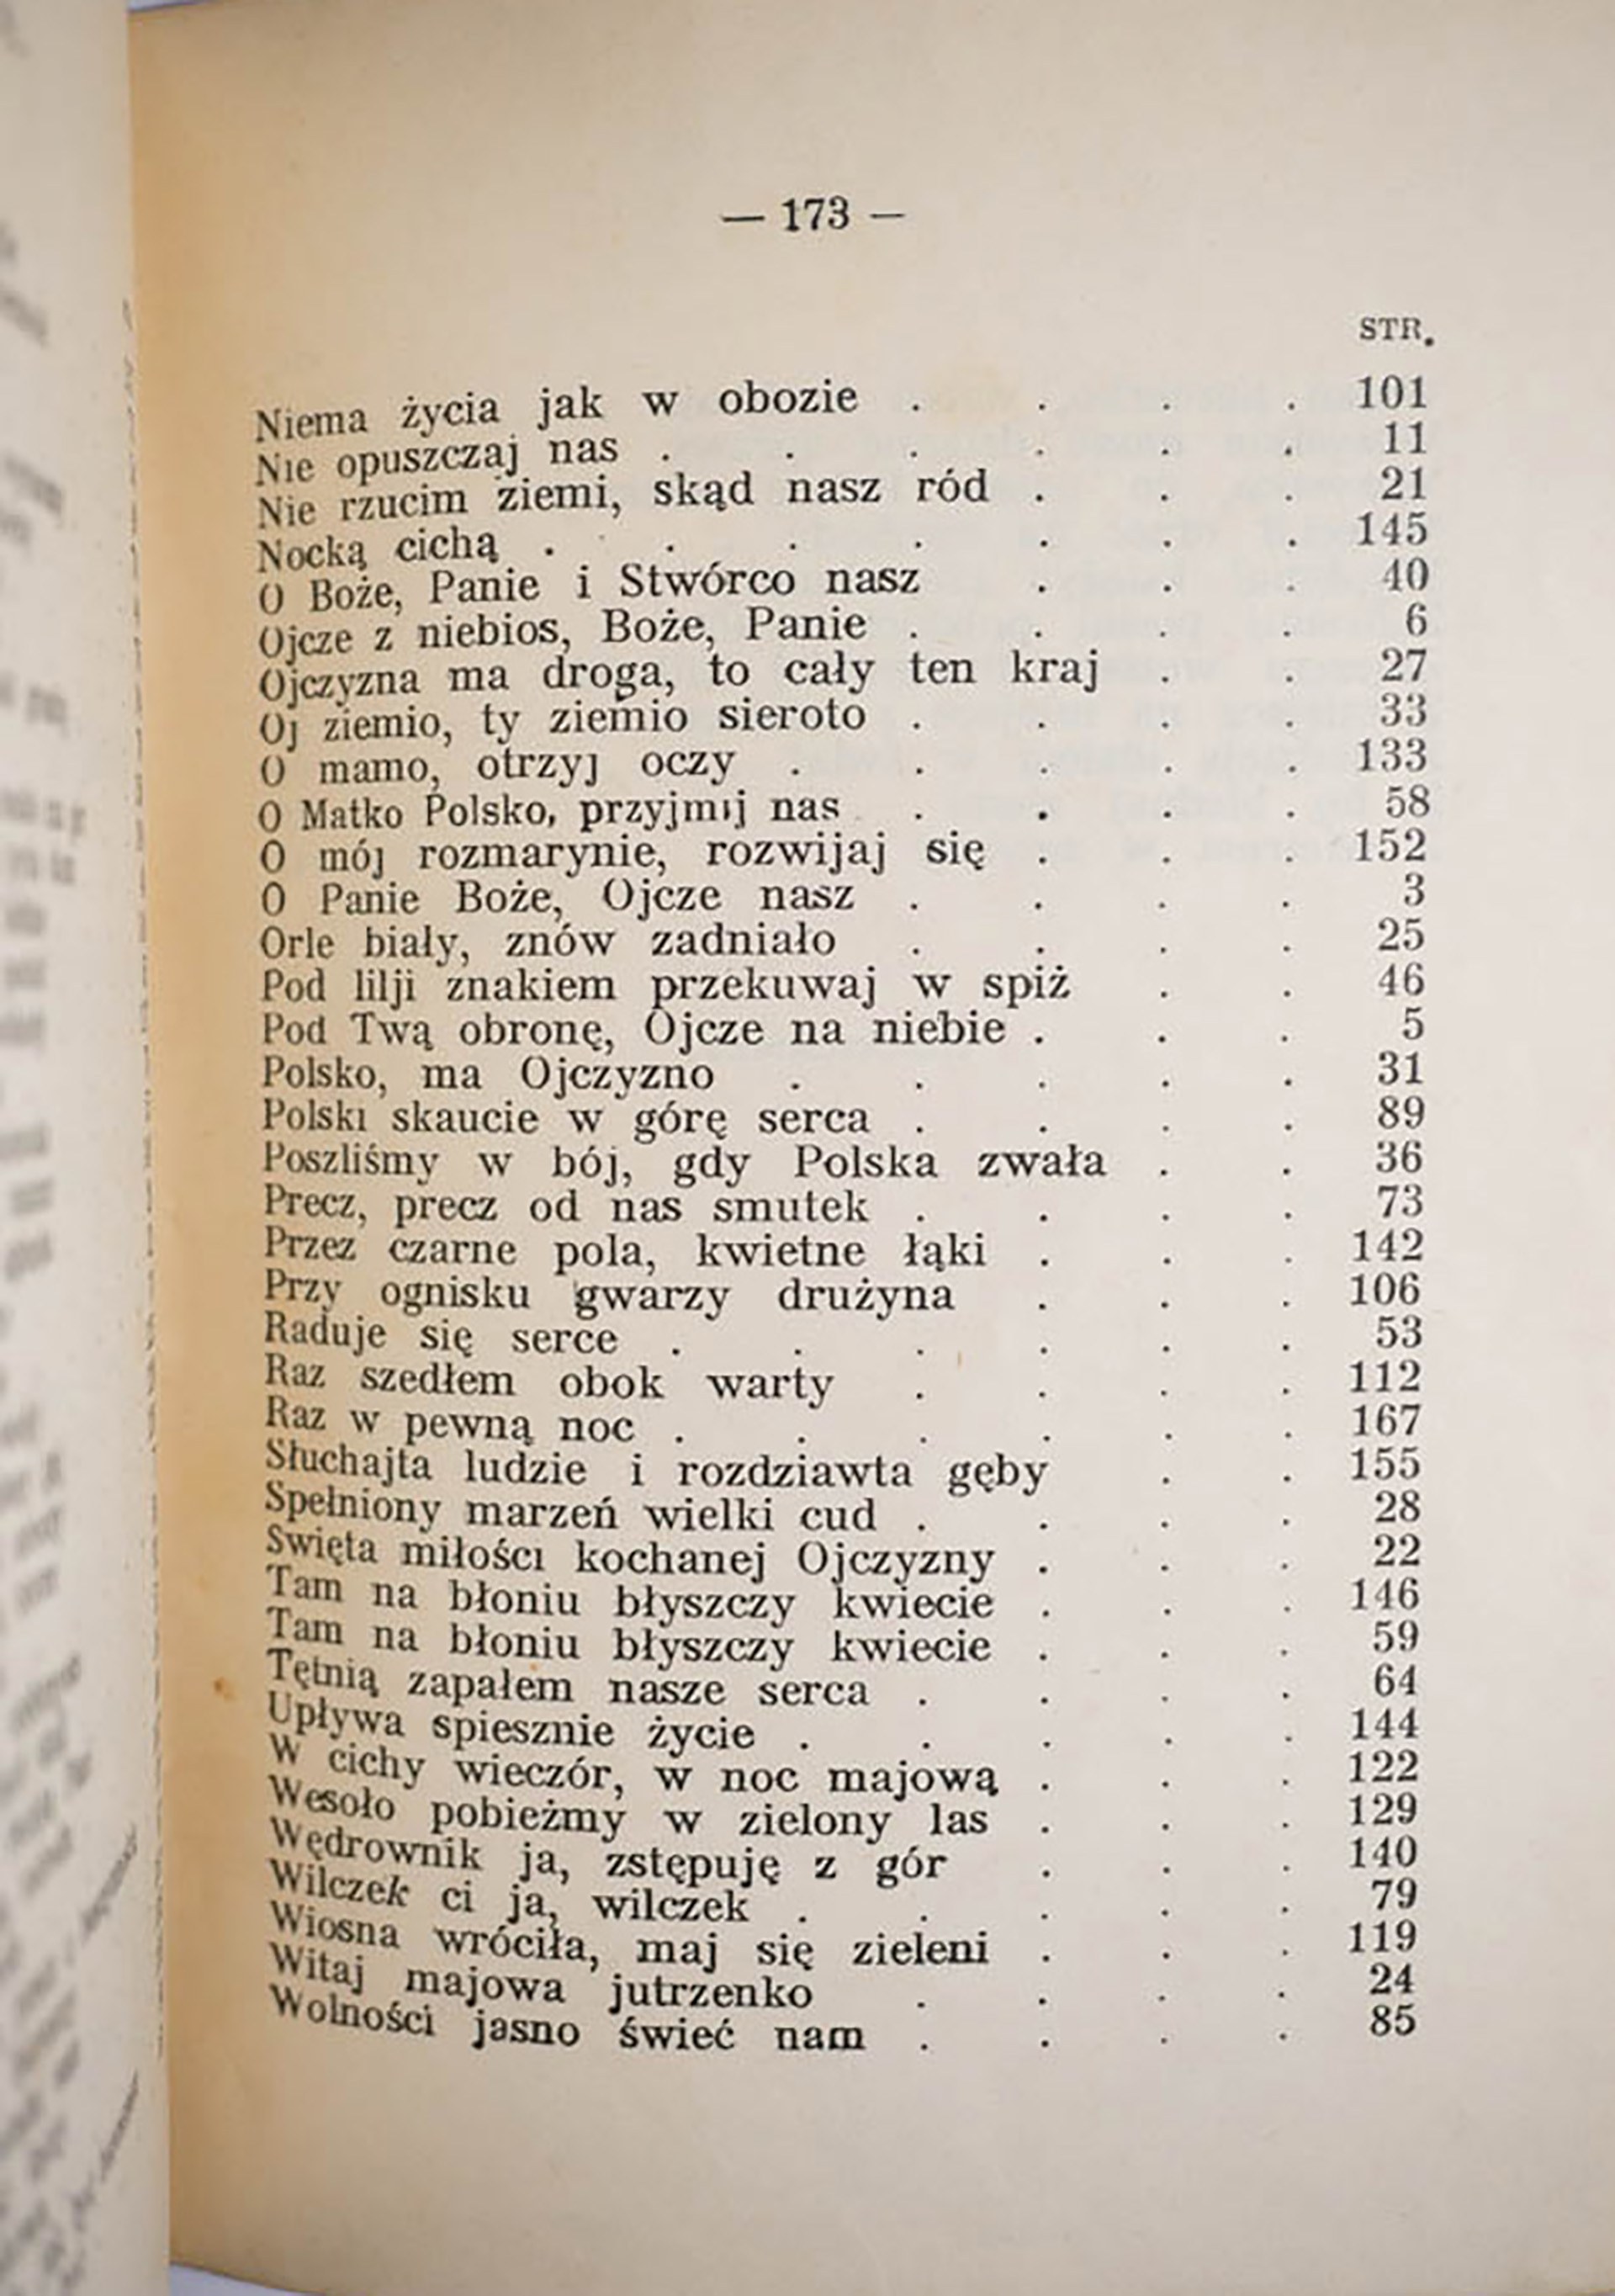 — 173 —
STR.
Niema życia jak w obozie . . . . 101
Nie opuszczaj nas . . . . . . 11
Nie rzucim ziemi, skąd nasz ród . . . 21
Nocką cichą . . . . . . . 145
O Boże, Panie i Stwórco nasz . . . 40
Ojcze z niebios, Boże, Panie . . . . 6
Ojczyzna ma droga, to cały ten kraj . . 27
Oj ziemio, ty ziemio sieroto . . . . 33
O mamo, otrzyj oczy . . . . . 133
O Matko Polsko, przyjmij nas . . . . 58
O mój rozmarynie, rozwijaj się . . . 152
O Panie Boże, Ojcze nasz . . . . 3
Orle biały, znów zadniało . . . . 25
Pod lilji znakiem przekuwaj w spiż . . 46
Pod Twą obronę, Ojcze na niebie . . . 5
Polsko, ma Ojczyzno . . . . . 31
Polski skaucie w górę serca . . . . 89
Poszliśmy w bój, gdy Polska zwała . . 36
Precz, precz od nas smutek . . . . 73
Przez czarne pola, kwietne łąki . . . 142
Przy ognisku gwarzy drużyna . . . 106
Raduje się serce . . . . . . 53
Raz szedłem obok warty . . . . 112
Raz w pewną noc . . . . . . 167
Słuchajta ludzie i rozdziawta gęby . . 155
Spełniony marzeń wielki cud . . . . 28
Święta miłości kochanej Ojczyzny . . . 22
Tam na błoniu błyszczy kwiecie . . . 146
Tam na błoniu błyszczy kwiecie . . . 59
Tętnią zapałem nasze serca . . . . 64
Upływa spiesznie życie . . . . . 144
W cichy wieczór, w noc majową . . . 122
Wesoło pobieżmy w zielony las . . . 129
Wędrownik ja, zstępuję z gór . . . 140
Wilczek ci ja, wilczek . . . . . 79
Wiosna wróciła, maj się zieleni . . . 119
Witaj majowa jutrzenko . . . . 24
Wolności jasno świeć nam . . . . 85